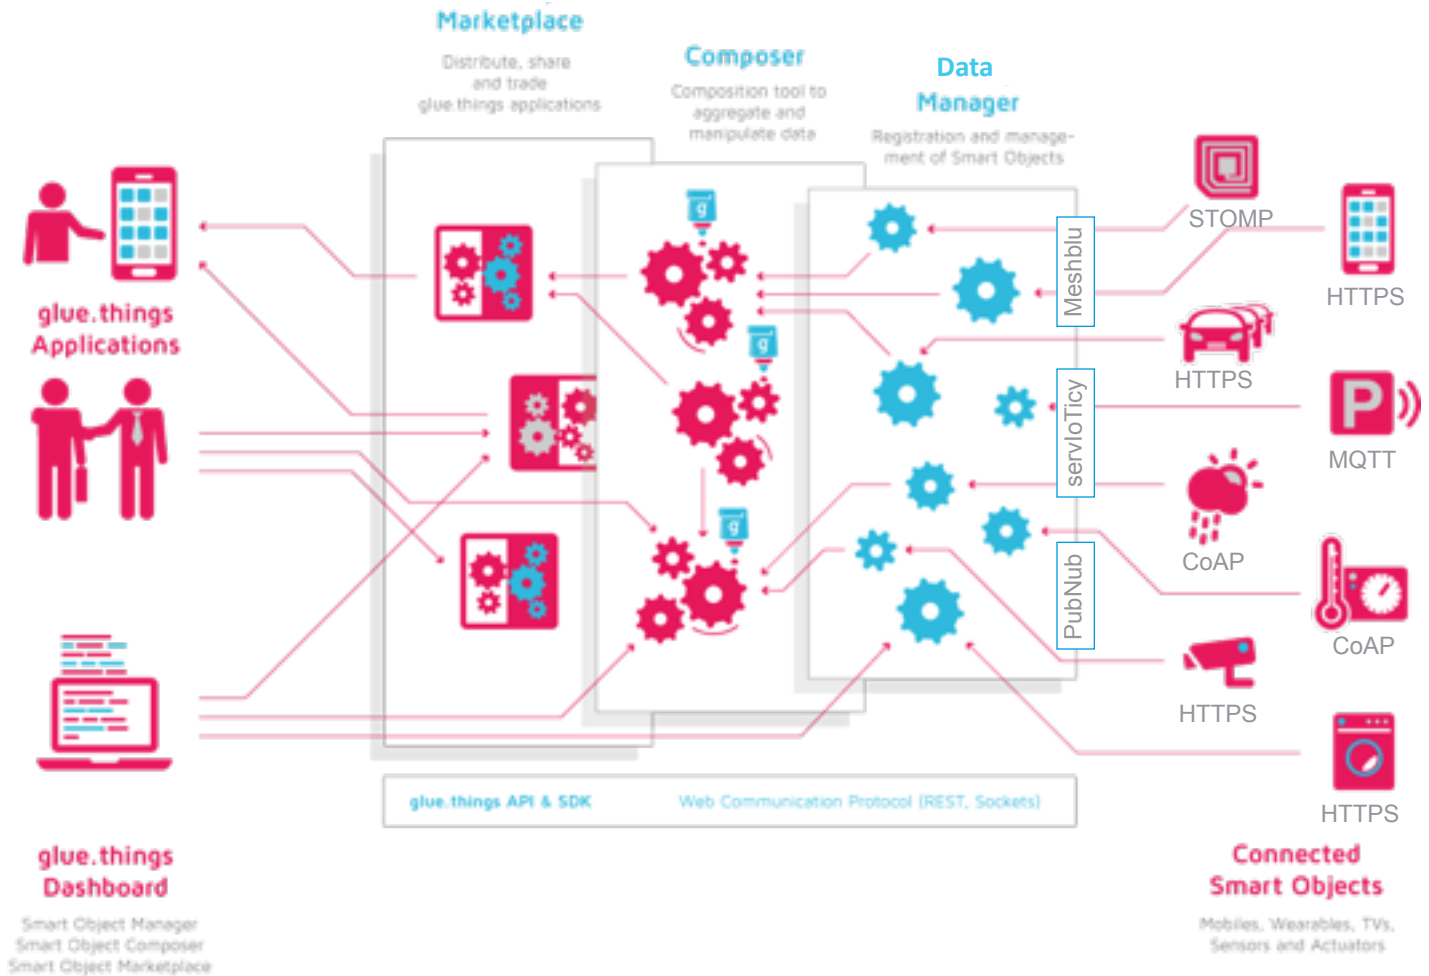 Marketplace
Distribute, share
and trade
glue.things applications
Composer
Composition tool to
aggregate and
manipulate data
Data
Manager
Registration and manage-
ment of Smart Objects
glue.things
Applications
g
g
g
Meshblu
servIoTicy
PubNub
STOMP
HTTPS
HTTPS
P
MQTT
CoAP
CoAP
HTTPS
HTTPS
glue.things API & SDK
Web Communication Protocol (REST, Sockets)
glue.things
Dashboard
Smart Object Manager
Smart Object Composer
Smart Object Marketplace
Connected
Smart Objects
Mobiles, Wearables, TVs,
Sensors and Actuators